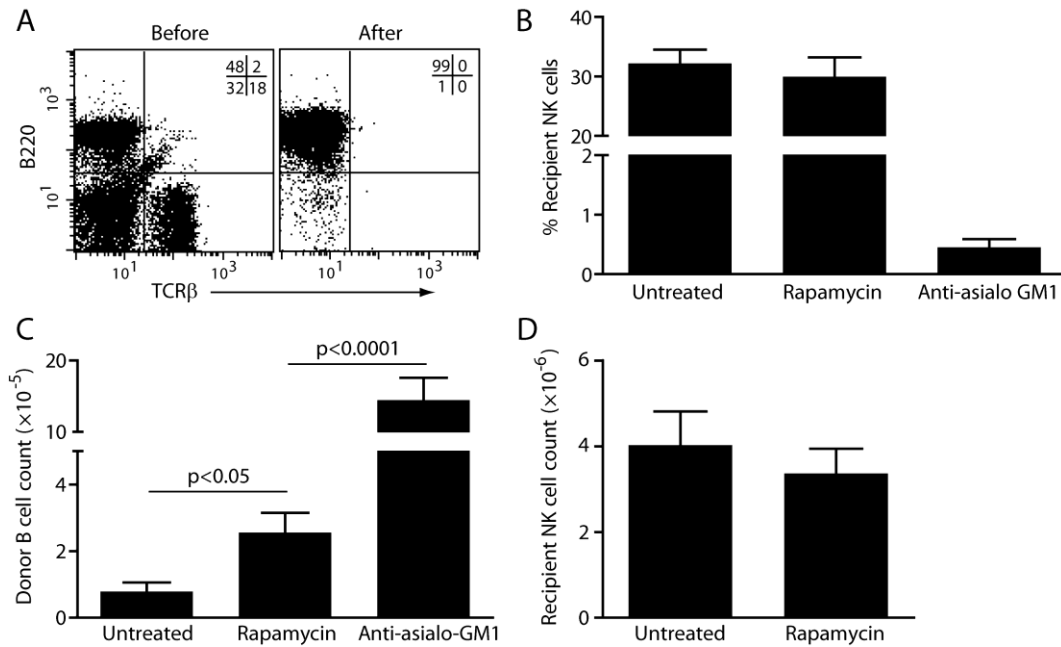 A
Before
After
48 2
32 18
99 0
1 0
10³
10¹
B220
10¹ 10³
10¹ 10³
TCRβ
B
40
30
20
2
1
0
% Recipient NK cells
Untreated Rapamycin Anti-asialo GM1
C
p<0.0001
p<0.05
20
10
4
2
0
Donor B cell count (×10⁻⁵)
Untreated Rapamycin Anti-asialo-GM1
D
6
4
2
0
Recipient NK cell count (×10⁻⁶)
Untreated Rapamycin